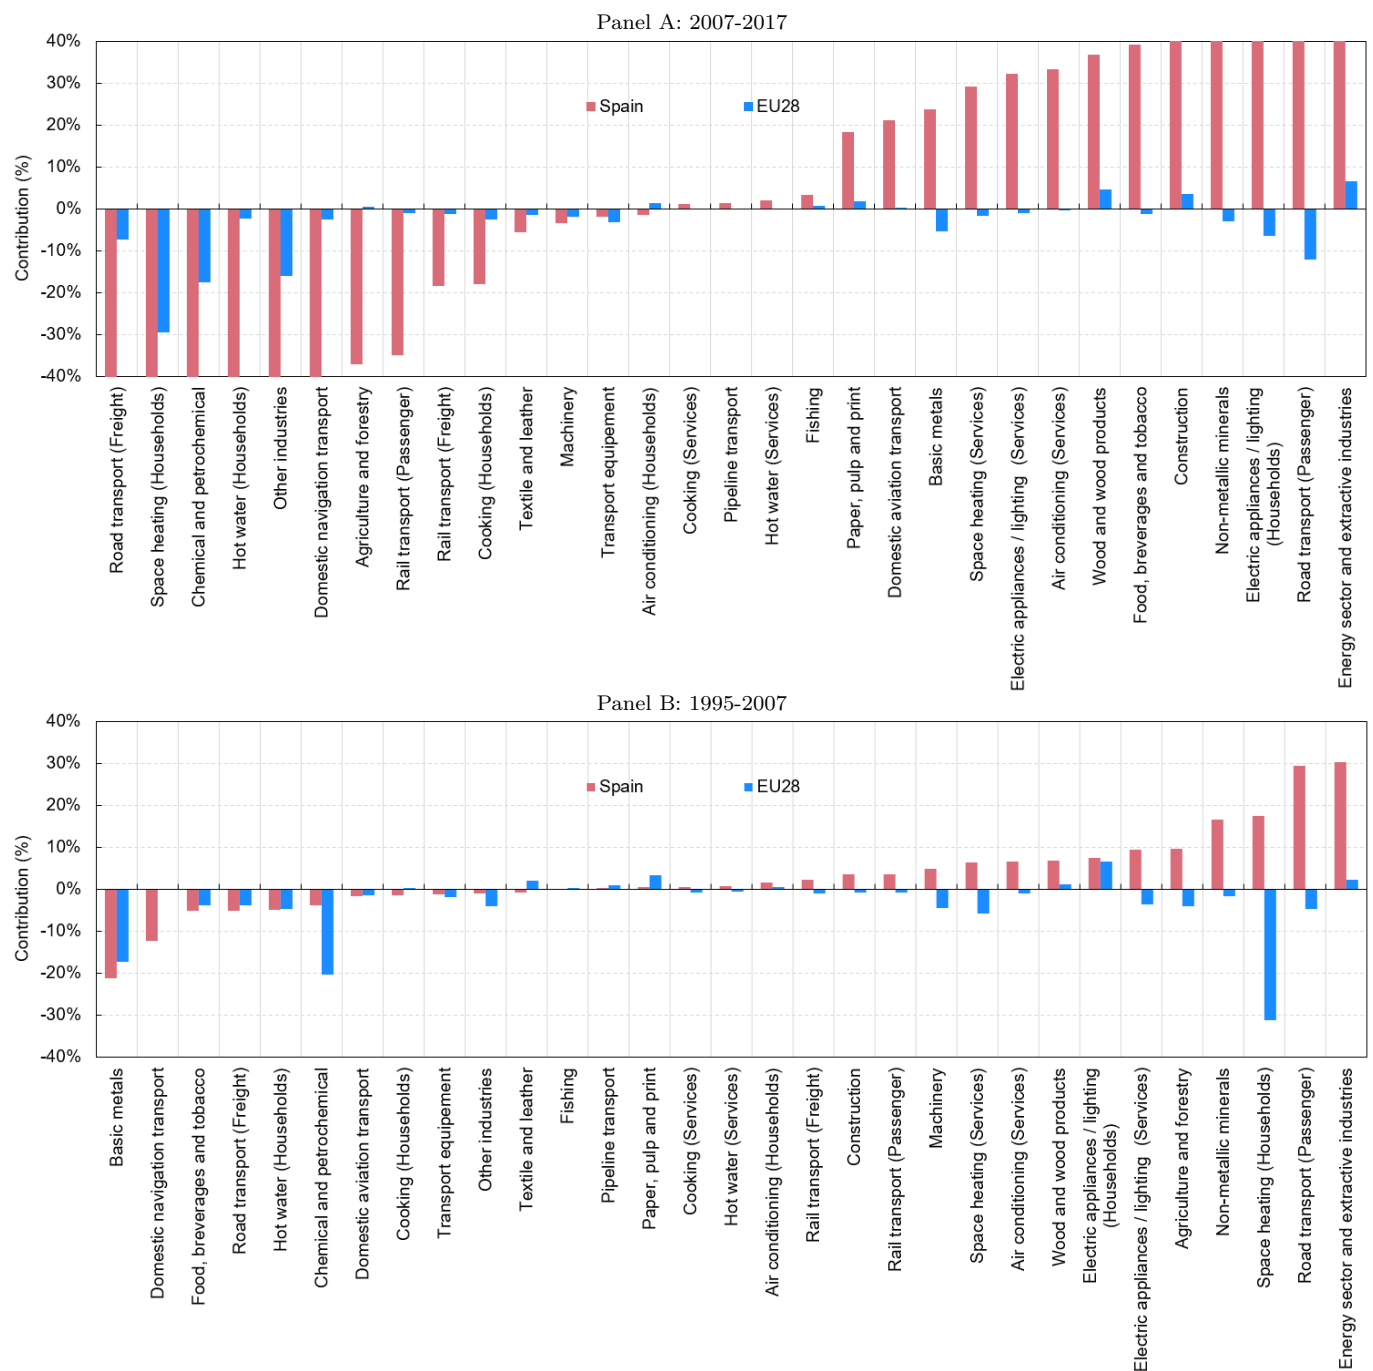 Panel A: 2007-2017
40%
30%
20%
10%
0%
-10%
-20%
-30%
-40%
Contribution (%)
Spain
EU28
Road transport (Freight)
Space heating (Households)
Chemical and petrochemical
Hot water (Households)
Other industries
Domestic navigation transport
Agriculture and forestry
Rail transport (Passenger)
Rail transport (Freight)
Cooking (Households)
Textile and leather
Machinery
Transport equipement
Air conditioning (Households)
Cooking (Services)
Pipeline transport
Hot water (Services)
Fishing
Paper, pulp and print
Domestic aviation transport
Basic metals
Space heating (Services)
Electric appliances / lighting (Services)
Air conditioning (Services)
Wood and wood products
Food, breverages and tobacco
Construction
Non-metallic minerals
Electric appliances / lighting
(Households)
Road transport (Passenger)
Energy sector and extractive industries
Panel B: 1995-2007
40%
30%
20%
10%
0%
-10%
-20%
-30%
-40%
Contribution (%)
Spain
EU28
Basic metals
Domestic navigation transport
Food, breverages and tobacco
Road transport (Freight)
Hot water (Households)
Chemical and petrochemical
Domestic aviation transport
Cooking (Households)
Transport equipement
Other industries
Textile and leather
Fishing
Pipeline transport
Paper, pulp and print
Cooking (Services)
Hot water (Services)
Air conditioning (Households)
Rail transport (Freight)
Construction
Rail transport (Passenger)
Machinery
Space heating (Services)
Air conditioning (Services)
Wood and wood products
Electric appliances / lighting
(Households)
Electric appliances / lighting (Services)
Agriculture and forestry
Non-metallic minerals
Space heating (Households)
Road transport (Passenger)
Energy sector and extractive industries